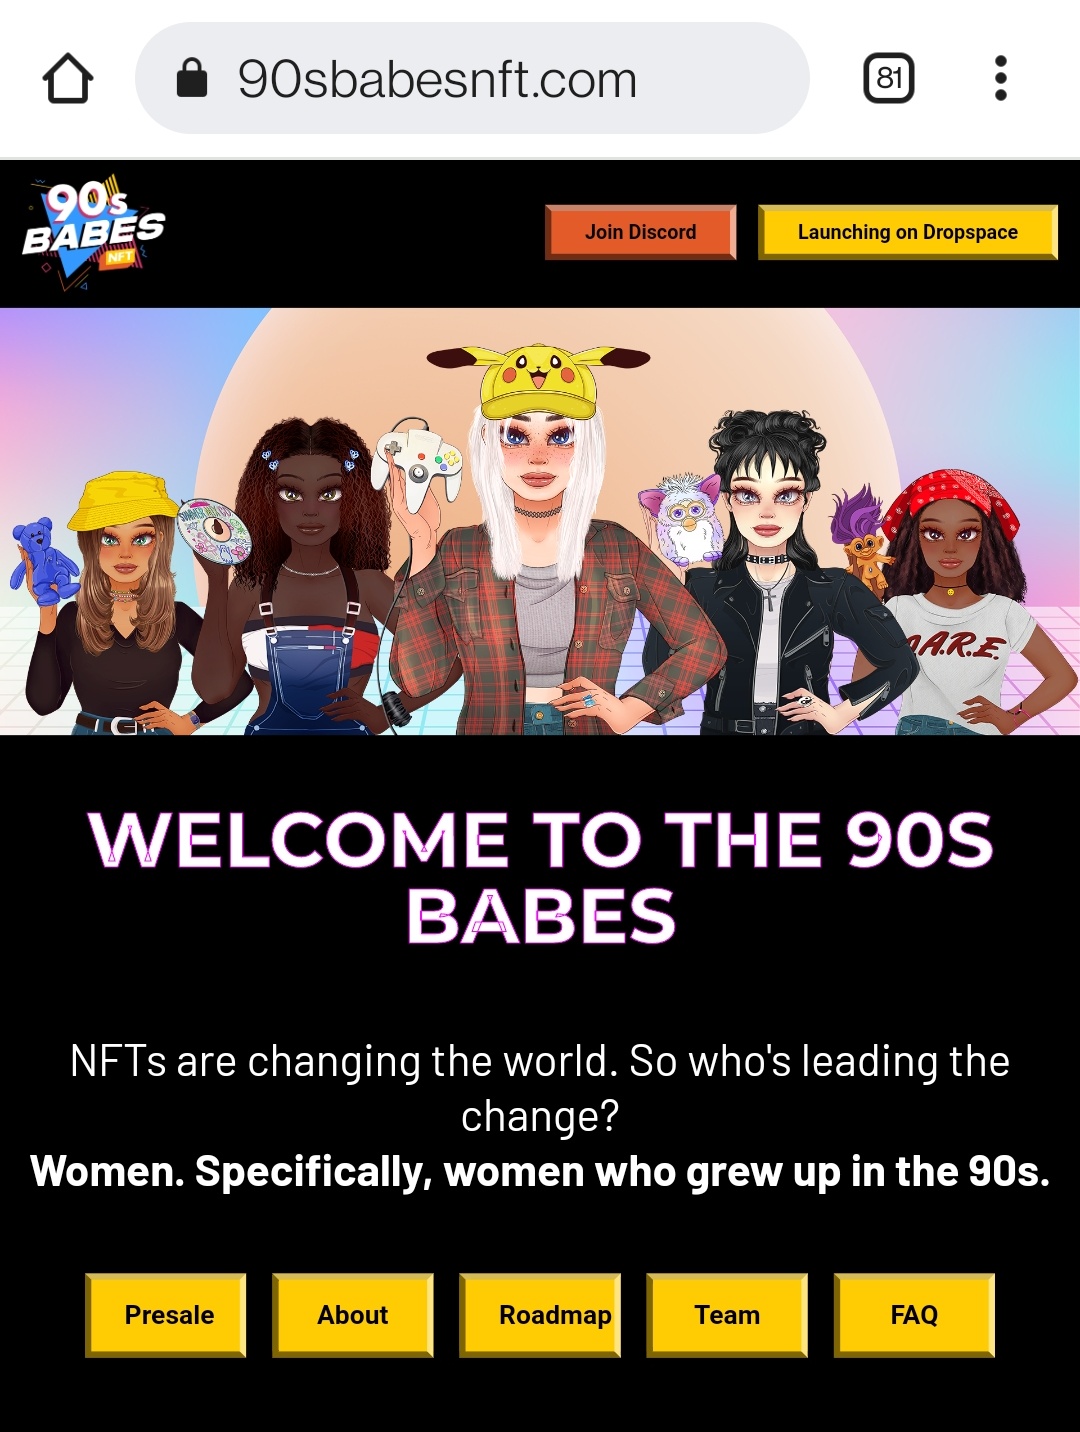 90sbabesnft.com
81
90s
BABES
NFT
Join Discord
Launching on Dropspace
D.A.R.E.
WELCOME TO THE 90S
BABES
NFTs are changing the world. So who's leading the
change?
Women. Specifically, women who grew up in the 90s.
Presale
About
Roadmap
Team
FAQ